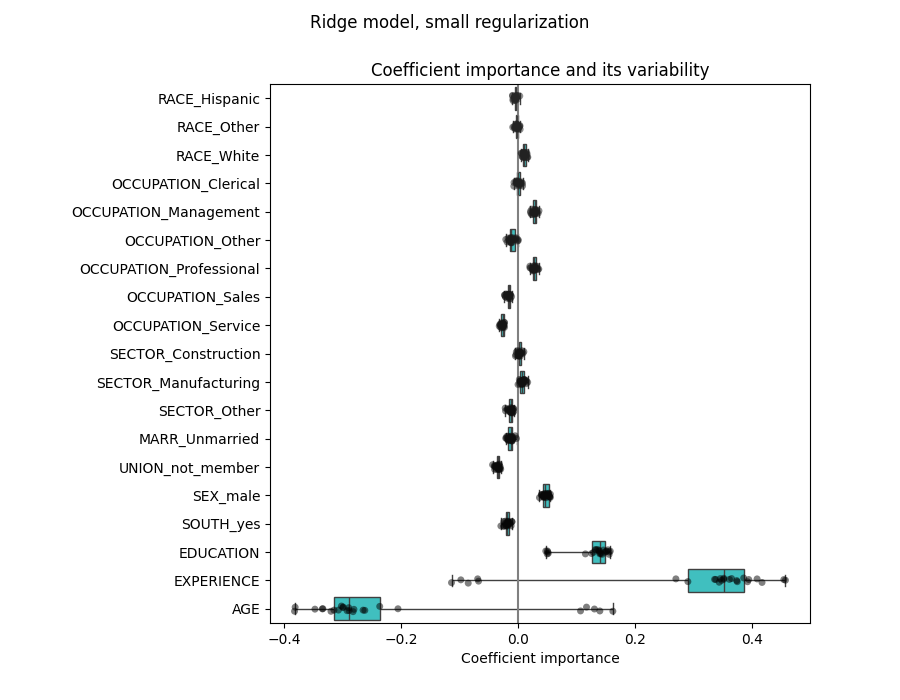 Ridge model, small regularization
Coefficient importance and its variability
RACE_Hispanic
RACE_Other
RACE_White
OCCUPATION_Clerical
OCCUPATION_Management
OCCUPATION_Other
OCCUPATION_Professional
OCCUPATION_Sales
OCCUPATION_Service
SECTOR_Construction
SECTOR_Manufacturing
SECTOR_Other
MARR_Unmarried
UNION_not_member
SEX_male
SOUTH_yes
EDUCATION
EXPERIENCE
AGE
−0.4 −0.2 0.0 0.2 0.4
Coefficient importance